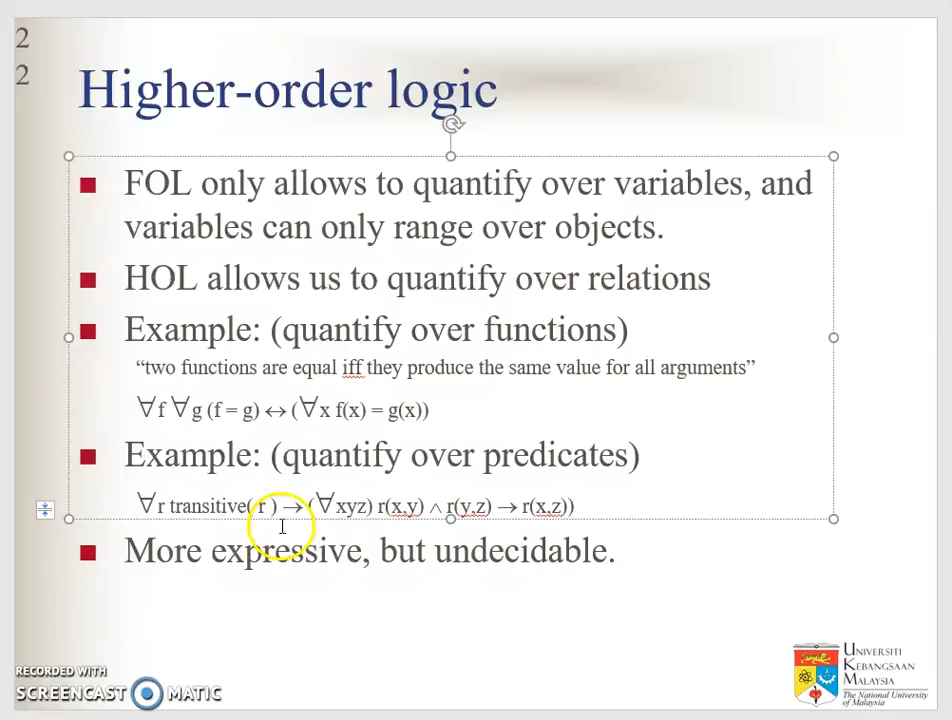 2
2
Higher-order logic
FOL only allows to quantify over variables, and
variables can only range over objects.
HOL allows us to quantify over relations
Example: (quantify over functions)
“two functions are equal iff they produce the same value for all arguments”
∀f ∀g (f = g) ↔ (∀x f(x) = g(x))
Example: (quantify over predicates)
∀r transitive( r ) → (∀xyz) r(x,y) ∧ r(y,z) → r(x,z))
More expressive, but undecidable.
RECORDED WITH
SCREENCAST MATIC
UNIVERSITI
KEBANGSAAN
MALAYSIA
The National University
of Malaysia